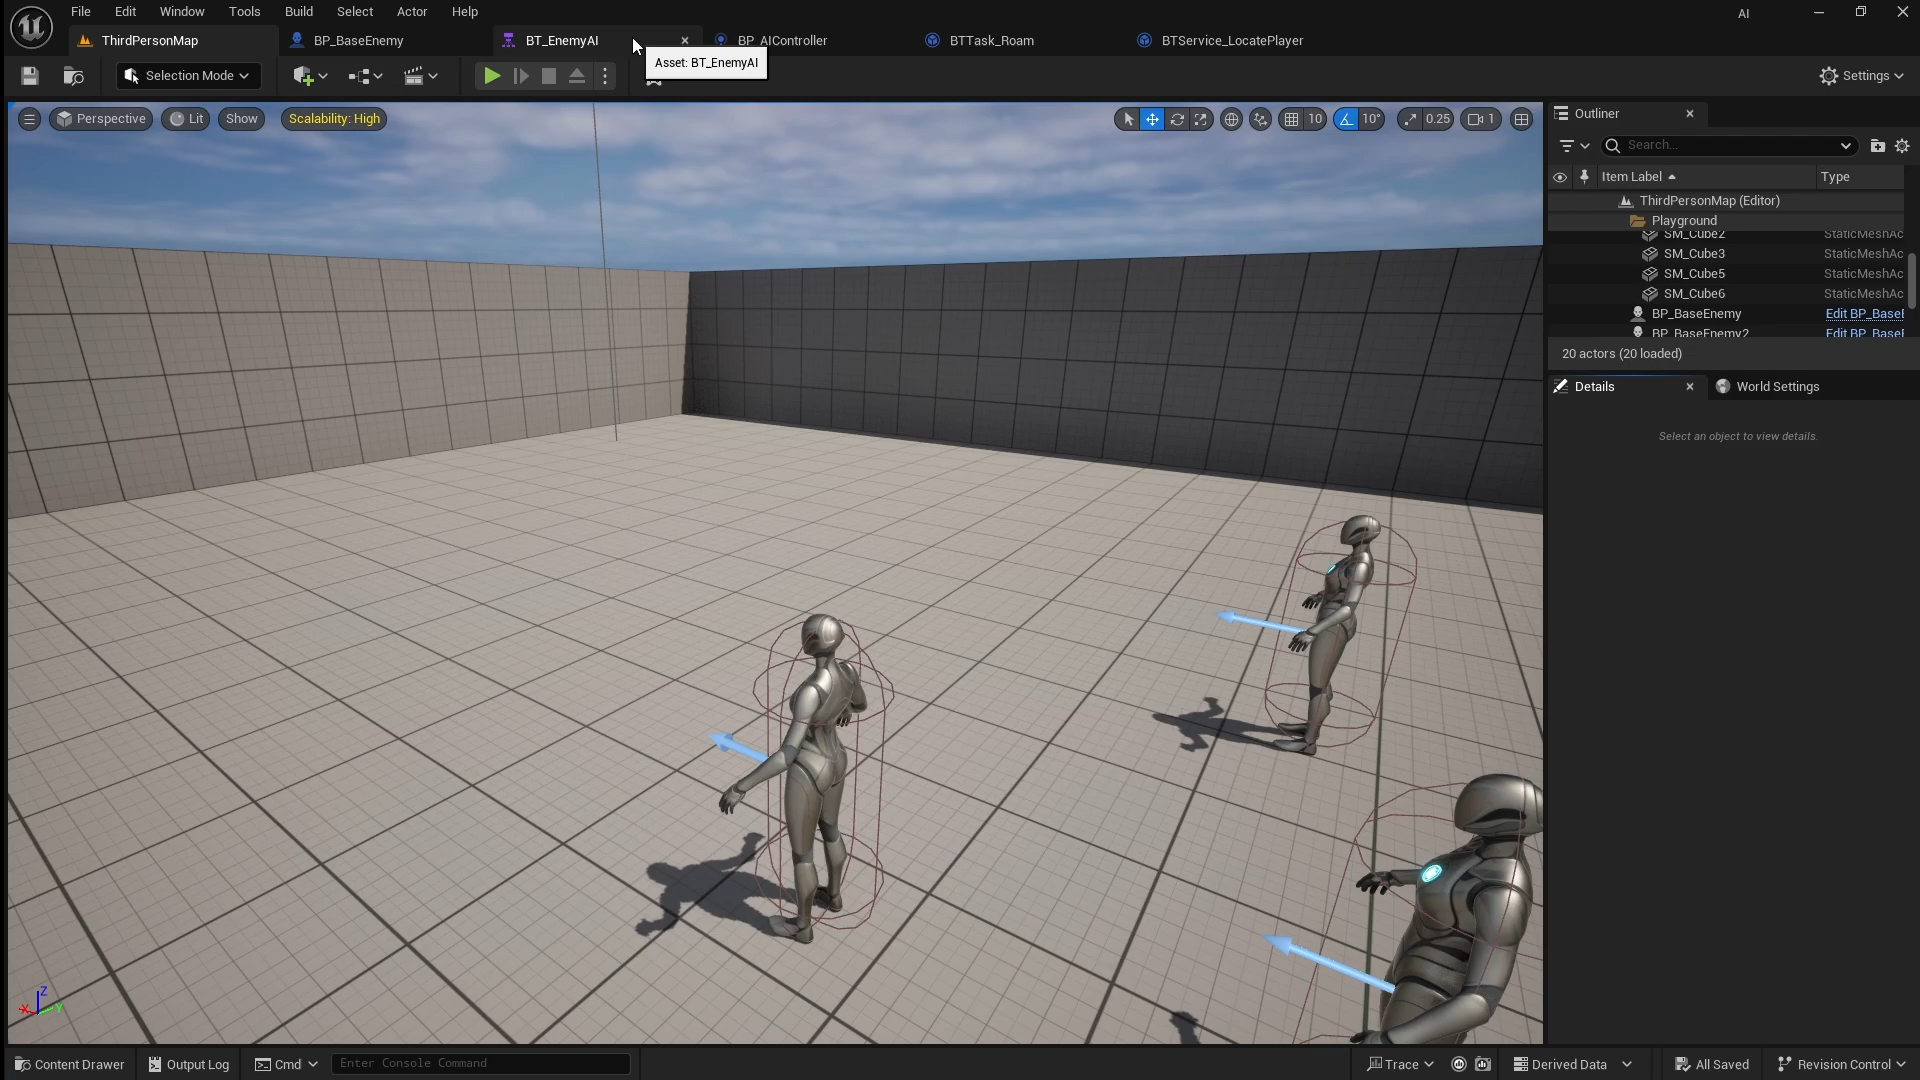 File Edit Window Tools Build Select Actor Help
AI
ThirdPersonMap BP_BaseEnemy BT_EnemyAI BP_AIController BTTask_Roam BTService_LocatePlayer
Asset: BT_EnemyAI
Selection Mode
Settings
Perspective Lit Show Scalability: High
10 10° 0.25 1
Outliner
Search...
Item Label Type
ThirdPersonMap (Editor)
Playground
SM_Cube2 StaticMeshAc
SM_Cube3 StaticMeshAc
SM_Cube5 StaticMeshAc
SM_Cube6 StaticMeshAc
BP_BaseEnemy Edit BP_Base
BP_BaseEnemy2 Edit BP_Base
20 actors (20 loaded)
Details World Settings
Select an object to view details.
Z
X Y
Content Drawer Output Log Cmd Enter Console Command Trace Derived Data All Saved Revision Control